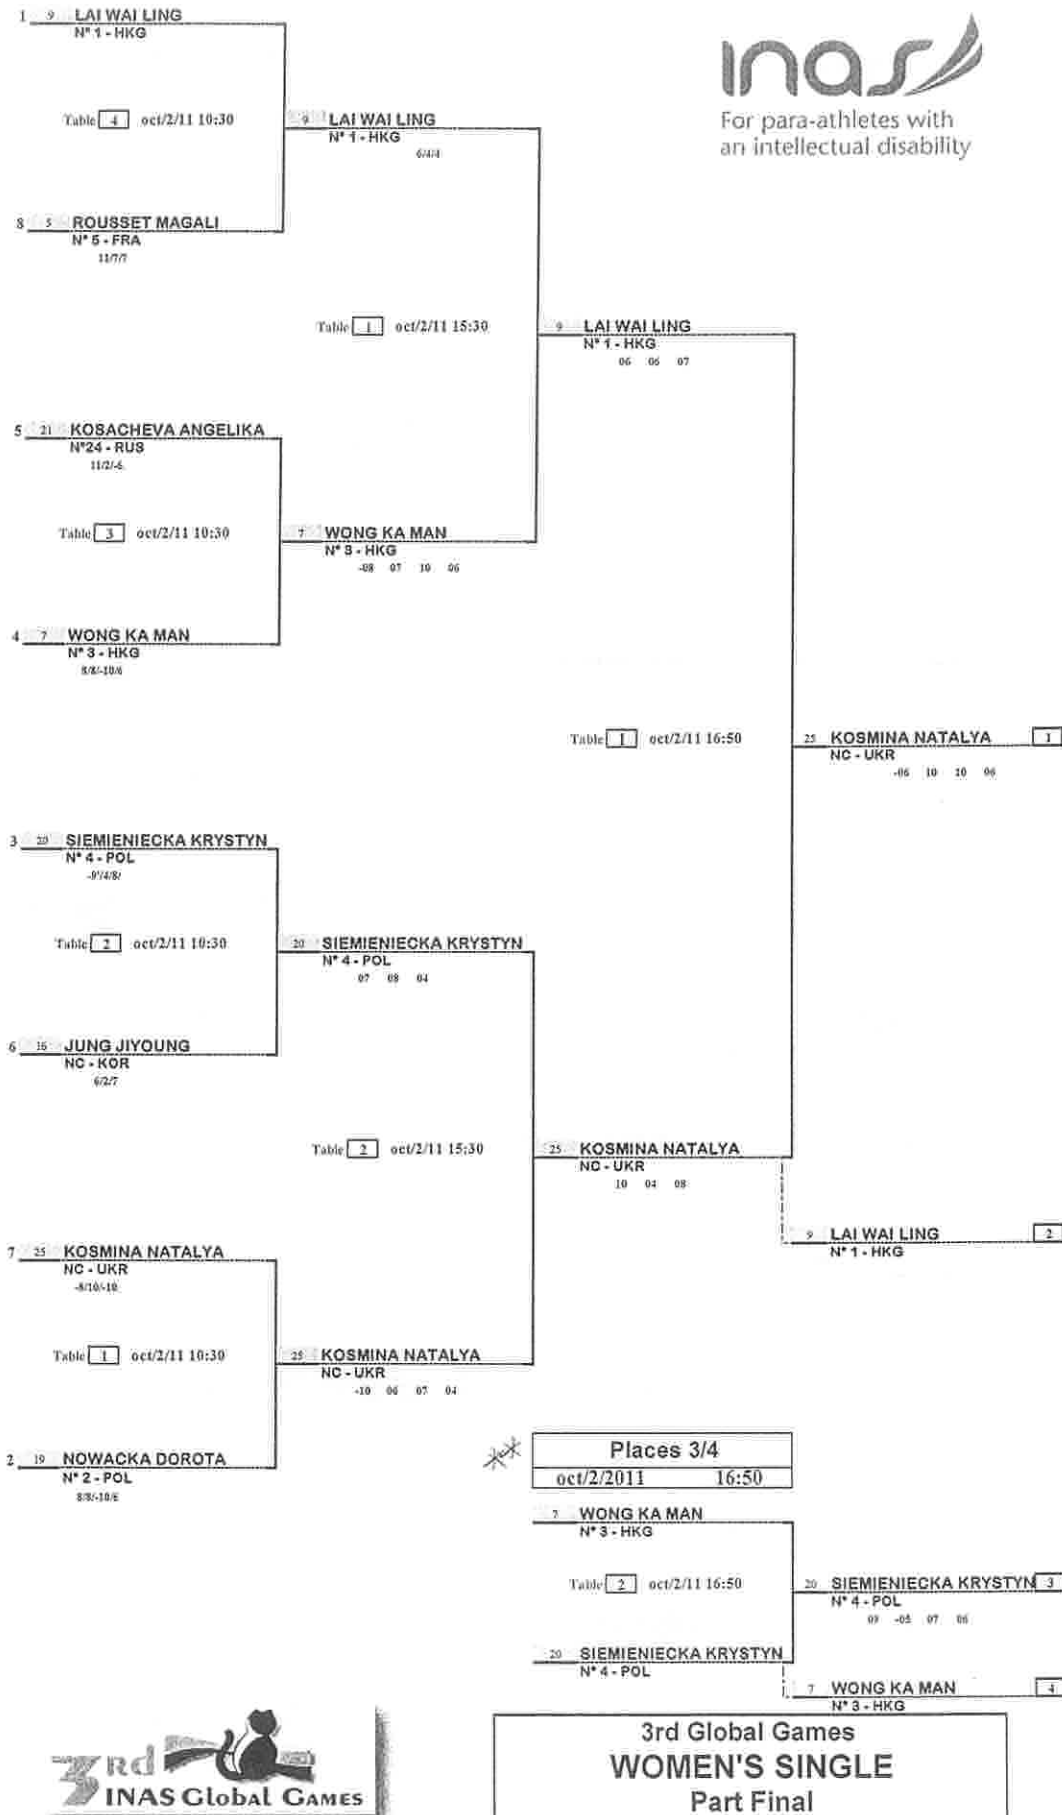 1 9 LAI WAI LING
N° 1 - HKG
inas
For para-athletes with
an intellectual disability
Table 4 oct/2/11 10:30
9 LAI WAI LING
N° 1 - HKG
6/4/4
8 5 ROUSSET MAGALI
N° 5 - FRA
11/7/7
Table 1 oct/2/11 15:30
9 LAI WAI LING
N° 1 - HKG
06 06 07
5 21 KOSACHEVA ANGELIKA
N°24 - RUS
11/2/-6
Table 3 oct/2/11 10:30
7 WONG KA MAN
N° 3 - HKG
-08 07 10 06
4 7 WONG KA MAN
N° 3 - HKG
8/8/-10/6
Table 1 oct/2/11 16:50
25 KOSMINA NATALYA 1
NC - UKR
-06 10 10 06
3 20 SIEMIENIECKA KRYSTYN
N° 4 - POL
Table 2 oct/2/11 10:30
20 SIEMIENIECKA KRYSTYN
N° 4 - POL
07 08 04
6 16 JUNG JIYOUNG
NC - KOR
6/2/7
Table 2 oct/2/11 15:30
25 KOSMINA NATALYA
NC - UKR
10 04 08
9 LAI WAI LING 2
N° 1 - HKG
7 25 KOSMINA NATALYA
NC - UKR
-8/10/-10
Table 1 oct/2/11 10:30
25 KOSMINA NATALYA
NC - UKR
-10 06 07 04
2 19 NOWACKA DOROTA
N° 2 - POL
8/8/-10/6
** Places 3/4
oct/2/2011 16:50
7 WONG KA MAN
N° 3 - HKG
Table 2 oct/2/11 16:50
20 SIEMIENIECKA KRYSTYN 3
N° 4 - POL
09 -05 07 06
20 SIEMIENIECKA KRYSTYN
N° 4 - POL
7 WONG KA MAN 4
N° 3 - HKG
3rd
INAS Global GAMES
3rd Global Games
WOMEN'S SINGLE
Part Final